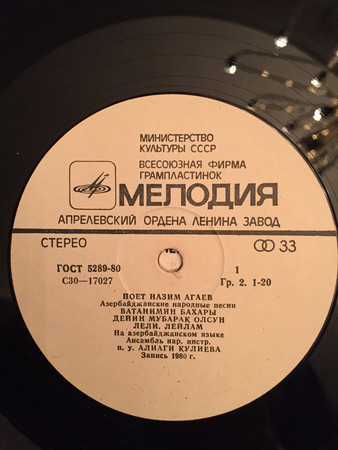 МИНИСТЕРСТВО
КУЛЬТУРЫ СССР
ВСЕСОЮЗНАЯ ФИРМА
ГРАМПЛАСТИНОК
МЕЛОДИЯ
АПРЕЛЕВСКИЙ ОРДЕНА ЛЕНИНА ЗАВОД
СТЕРЕО 33
ГОСТ 5289-80 1
С30—17027 Гр. 2. 1-20
ПОЕТ НАЗИМ АГАЕВ
Азербайджанские народные песни
ВАТАНИМИН БАХАРЫ
ДЕЙИН МУБАРАК ОЛСУН
ЛЕЛИ, ЛЕЙЛАМ
На азербайджанском языке
Ансамбль нар. инстр.
п. у. АЛИАГИ КУЛИЕВА
Запись 1980 г.